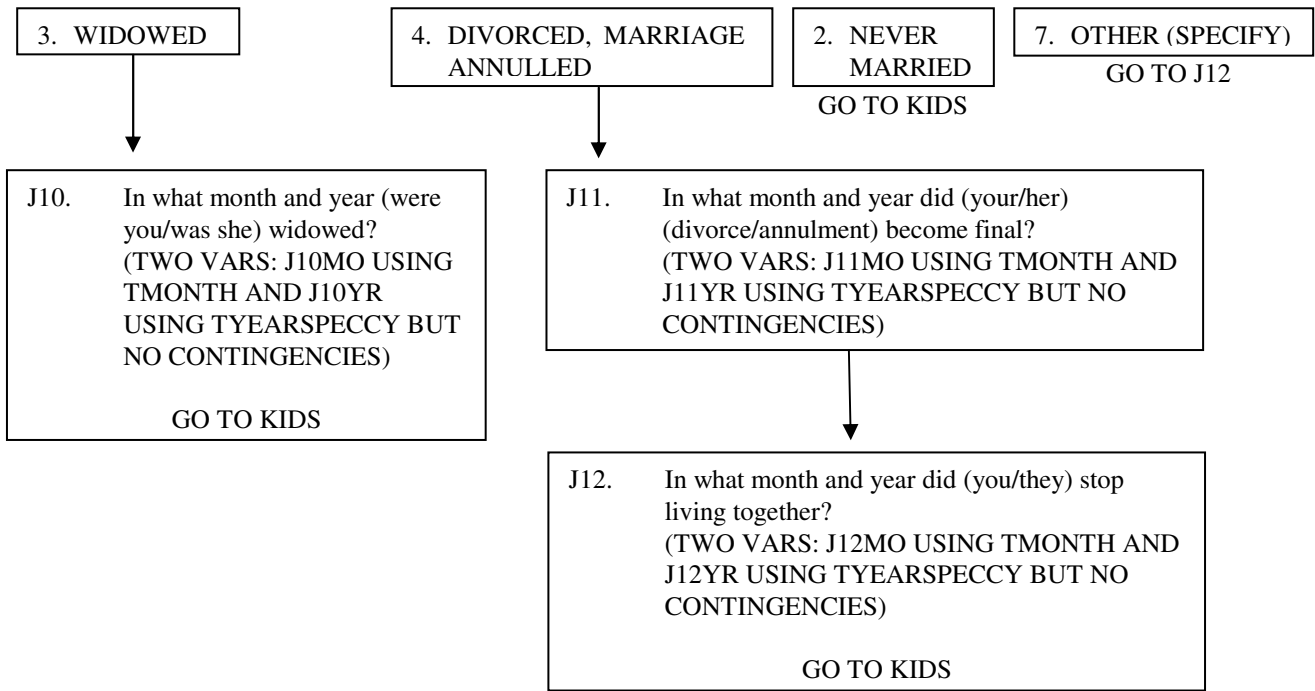 3. WIDOWED
4. DIVORCED, MARRIAGE
ANNULLED
2. NEVER
MARRIED
GO TO KIDS
7. OTHER (SPECIFY)
GO TO J12
J10. In what month and year (were
you/was she) widowed?
(TWO VARS: J10MO USING
TMONTH AND J10YR
USING TYEARSPECCY BUT
NO CONTINGENCIES)
GO TO KIDS
J11. In what month and year did (your/her)
(divorce/annulment) become final?
(TWO VARS: J11MO USING TMONTH AND
J11YR USING TYEARSPECCY BUT NO
CONTINGENCIES)
J12. In what month and year did (you/they) stop
living together?
(TWO VARS: J12MO USING TMONTH AND
J12YR USING TYEARSPECCY BUT NO
CONTINGENCIES)
GO TO KIDS